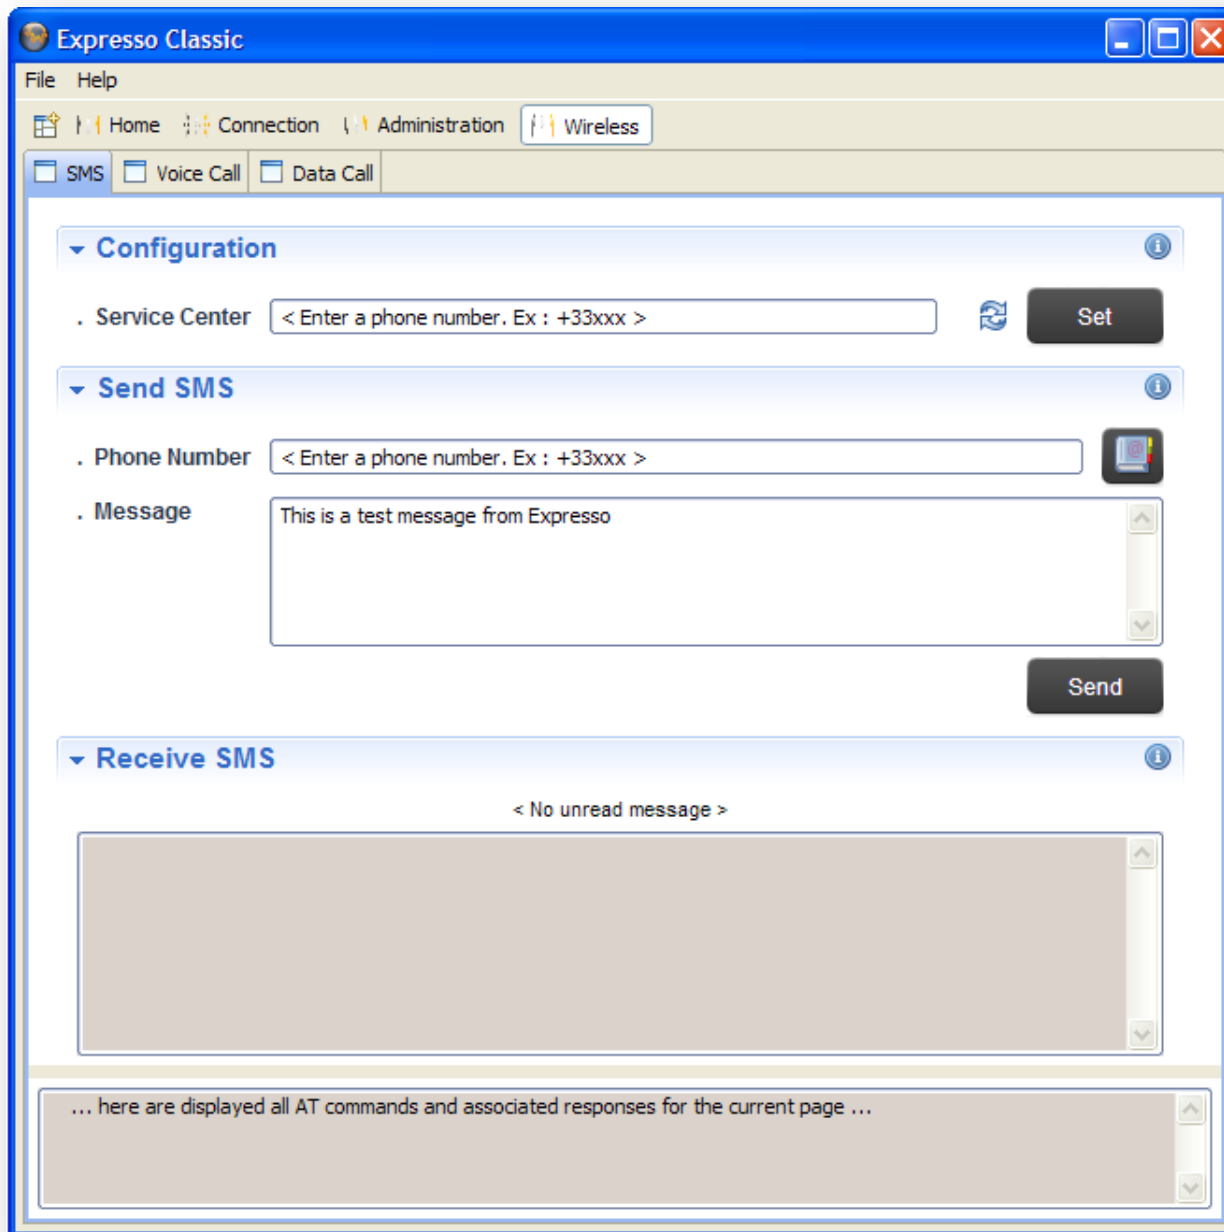 Expresso Classic
File Help
Home Connection Administration Wireless
SMS Voice Call Data Call
Configuration
. Service Center < Enter a phone number. Ex : +33xxx > Set
Send SMS
. Phone Number < Enter a phone number. Ex : +33xxx >
. Message This is a test message from Expresso
Send
Receive SMS
< No unread message >
... here are displayed all AT commands and associated responses for the current page ...